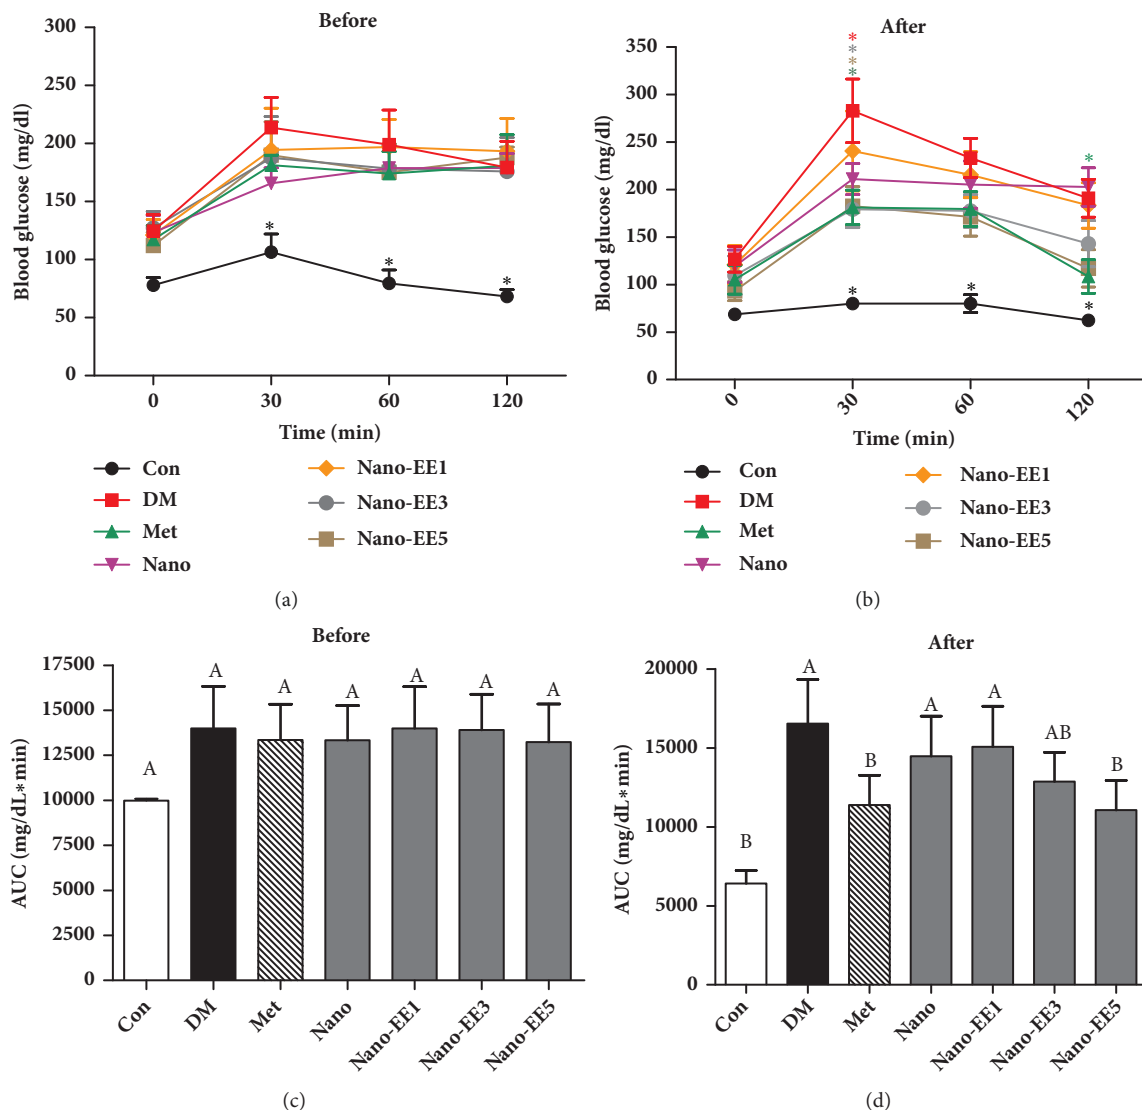 Before
Blood glucose (mg/dl)
300
250
200
150
100
50
0
*
*
*
0 30 60 120
Time (min)
Con
DM
Met
Nano
Nano-EE1
Nano-EE3
Nano-EE5
(a)
After
Blood glucose (mg/dl)
350
300
250
200
150
100
50
0
*
*
*
*
*
*
*
*
0 30 60 120
Time (min)
Con
DM
Met
Nano
Nano-EE1
Nano-EE3
Nano-EE5
(b)
Before
AUC (mg/dL*min)
17500
15000
12500
10000
7500
5000
2500
0
A A A A A A A
Con DM Met Nano Nano-EE1 Nano-EE3 Nano-EE5
(c)
After
AUC (mg/dL*min)
20000
15000
10000
5000
0
B A B A A AB B
Con DM Met Nano Nano-EE1 Nano-EE3 Nano-EE5
(d)